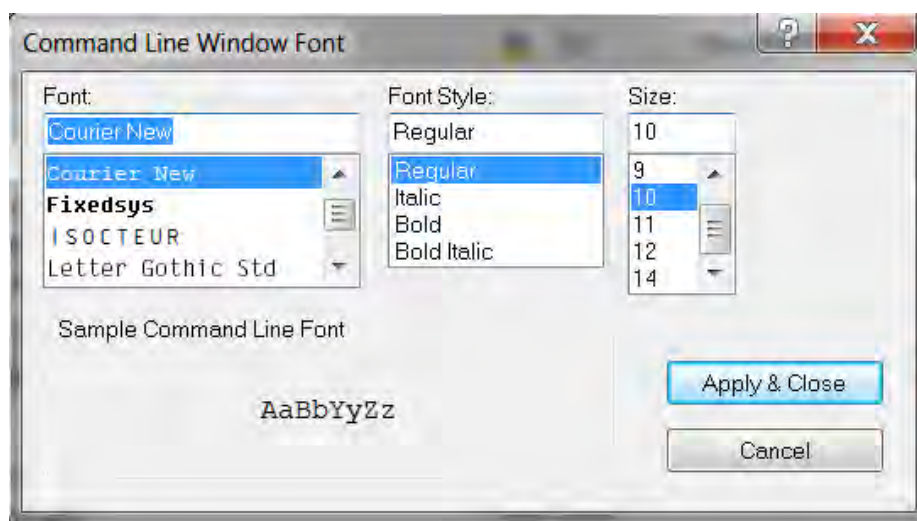 Command Line Window Font
Font:
Font Style:
Size:
Courier New
Regular
10
Courier New
Fixedsys
ISOCTEUR
Letter Gothic Std
Regular
Italic
Bold
Bold Italic
9
10
11
12
14
Sample Command Line Font
AaBbYyZz
Apply & Close
Cancel